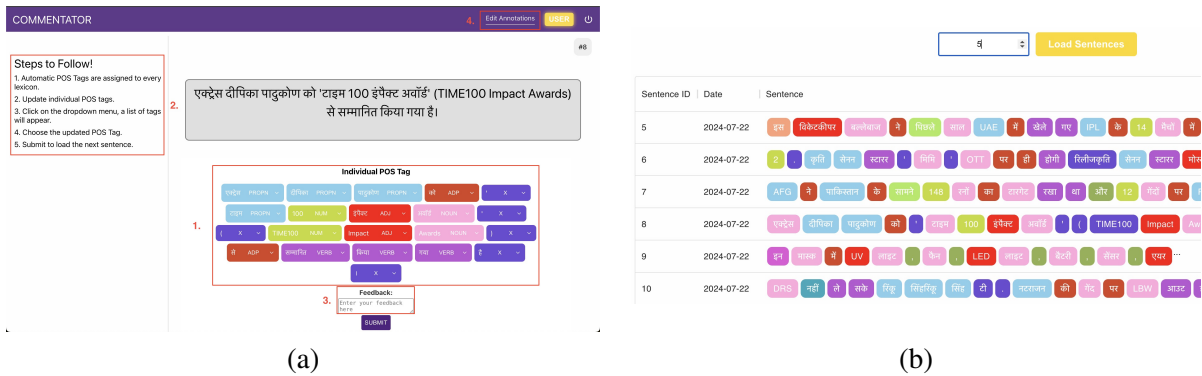 COMMENTATOR
4. Edit Annotations USER
#8
Steps to Follow!
1. Automatic POS Tags are assigned to every
lexicon.
2. Update individual POS tags.
3. Click on the dropdown menu, a list of tags
will appear.
4. Choose the updated POS Tag.
5. Submit to load the next sentence.
2.
एक्ट्रेस दीपिका पादुकोण को 'टाइम 100 इंपैक्ट अवॉर्ड' (TIME100 Impact Awards)
से सम्मानित किया गया है।
Individual POS Tag
1.
एक्ट्रेस PROPN दीपिका PROPN पादुकोण PROPN को ADP ' X
टाइम PROPN 100 NUM इंपैक्ट ADJ अवॉर्ड NOUN ' X
( X TIME100 NUM Impact ADJ Awards NOUN ) X
से ADP सम्मानित VERB किया VERB गया VERB है X
। X
3.
Feedback:
Enter your feedback
here
SUBMIT
(a)
5 Load Sentences
Sentence ID Date Sentence
5 2024-07-22 इस विकेटकीपर बल्लेबाज ने पिछले साल UAE में खेले गए IPL के 14 मैचों में
6 2024-07-22 2 . कृति सेनन स्टारर ' मिमि ' OTT पर ही होगी रिलीजकृति सेनन स्टारर
7 2024-07-22 AFG ने पाकिस्तान के सामने 148 रनों का टारगेट रखा था और 12 गेंदों पर
8 2024-07-22 एक्ट्रेस दीपिका पादुकोण को ' टाइम 100 इंपैक्ट अवॉर्ड ' ( TIME100 Impact Aw
9 2024-07-22 इन मास्क में UV लाइट , फैन , LED लाइट , बैटरी , सेंसर , एयर ...
10 2024-07-22 DRS नहीं ले सके रिंकू सिंहरिंकू सिंह टी . नटराजन की गेंद पर LBW आउट
(b)